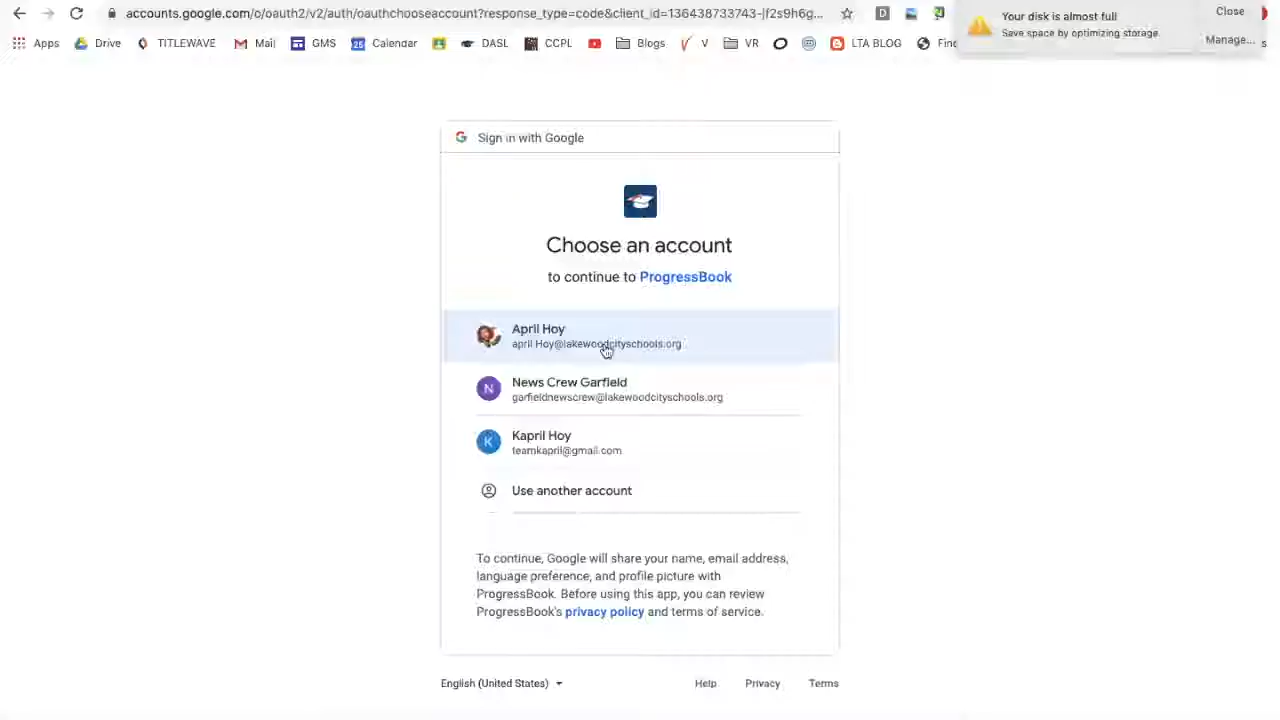 accounts.google.com/o/oauth2/v2/auth/oauthchooseaccount?response_type=code&client_id=136438733743-jf2s9h6g...
Your disk is almost full
Save space by optimizing storage.
Close
Manage...
Apps Drive TITLEWAVE Mail GMS Calendar DASL CCPL Blogs V VR LTA BLOG
Sign in with Google
Choose an account
to continue to ProgressBook
April Hoy
april Hoy@lakewoodcityschools.org
N
News Crew Garfield
garfieldnewscrew@lakewoodcityschools.org
K
Kapril Hoy
teamkapril@gmail.com
Use another account
To continue, Google will share your name, email address,
language preference, and profile picture with
ProgressBook. Before using this app, you can review
ProgressBook's privacy policy and terms of service.
English (United States)
Help Privacy Terms